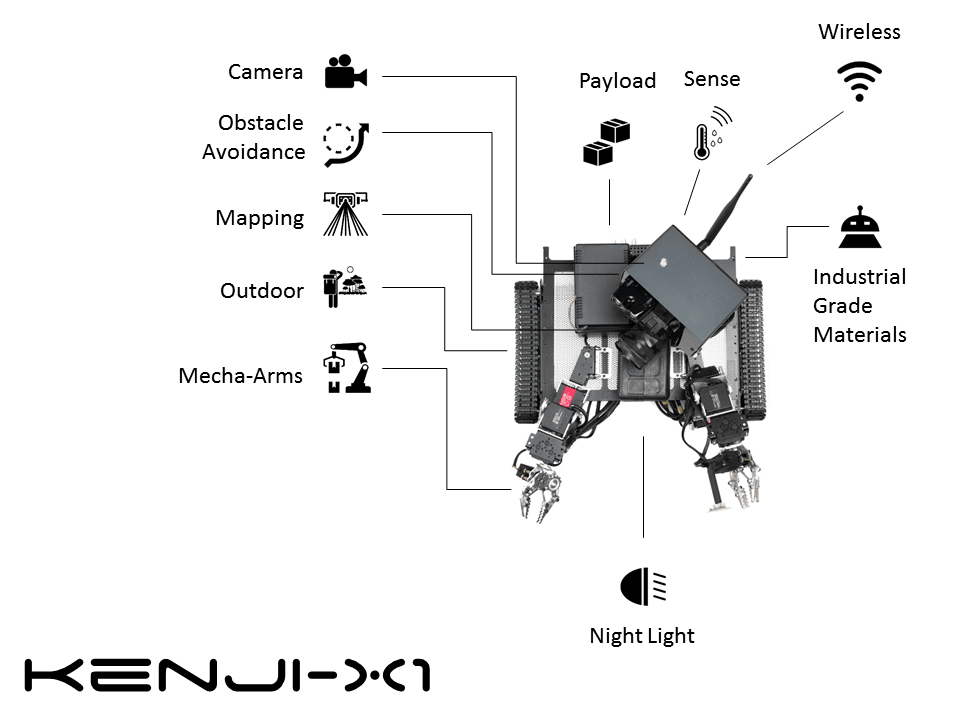 Wireless
Camera
Payload
Sense
Obstacle
Avoidance
Mapping
Outdoor
Industrial
Grade
Materials
Mecha-Arms
Night Light
KENJI-X1